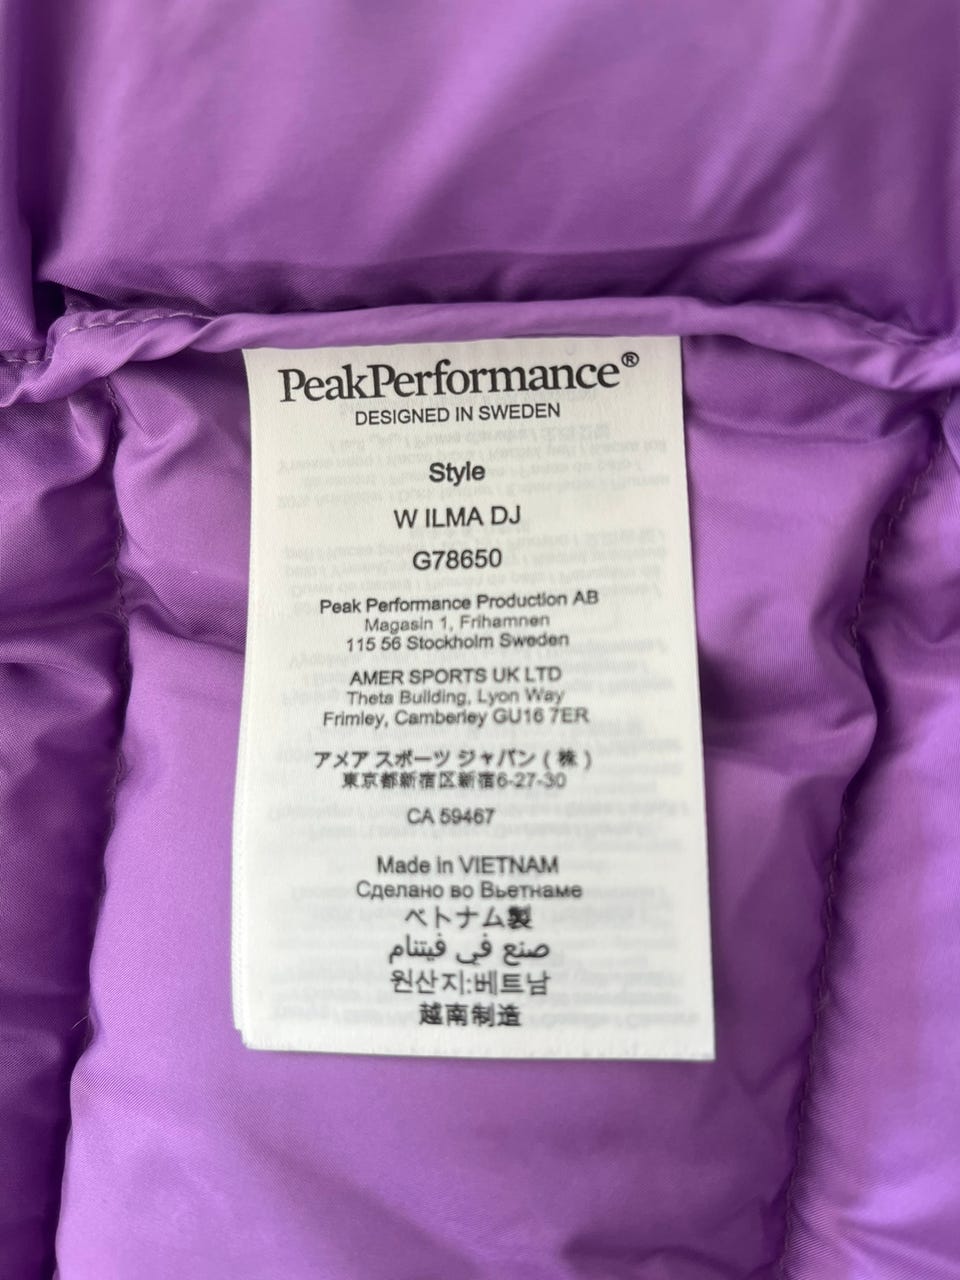 PeakPerformance®
DESIGNED IN SWEDEN
Style
W ILMA DJ
G78650
Peak Performance Production AB
Magasin 1, Frihamnen
115 56 Stockholm Sweden
AMER SPORTS UK LTD
Theta Building, Lyon Way
Frimley, Camberley GU16 7ER
アメア スポーツ ジャパン ( 株 )
東京都新宿区新宿6-27-30
CA 59467
Made in VIETNAM
Сделано во Вьетнаме
ベトナム製
صنع في فيتنام
원산지:베트남
越南制造